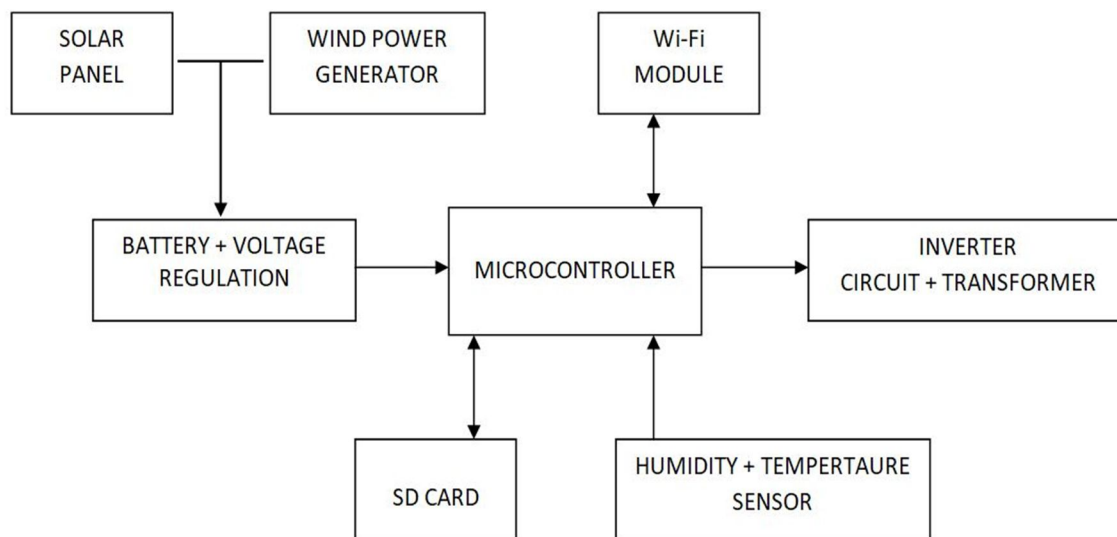 SOLAR
PANEL
WIND POWER
GENERATOR
Wi-Fi
MODULE
BATTERY + VOLTAGE
REGULATION
MICROCONTROLLER
INVERTER
CIRCUIT + TRANSFORMER
SD CARD
HUMIDITY + TEMPERTAURE
SENSOR